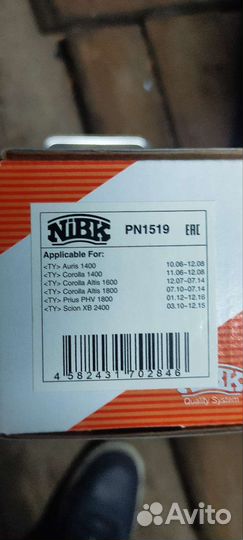 NiBK PN1519 EAC
Applicable For:
<TY> Auris 1400 10.06-12.08
<TY> Corolla 1400 11.06-12.08
<TY> Corolla Altis 1600 12.07-07.14
<TY> Corolla Altis 1800 07.10-07.14
<TY> Prius PHV 1800 01.12-12.16
<TY> Scion XB 2400 03.10-12.15
4 582431 702846
NiBK
Quality System
Avito